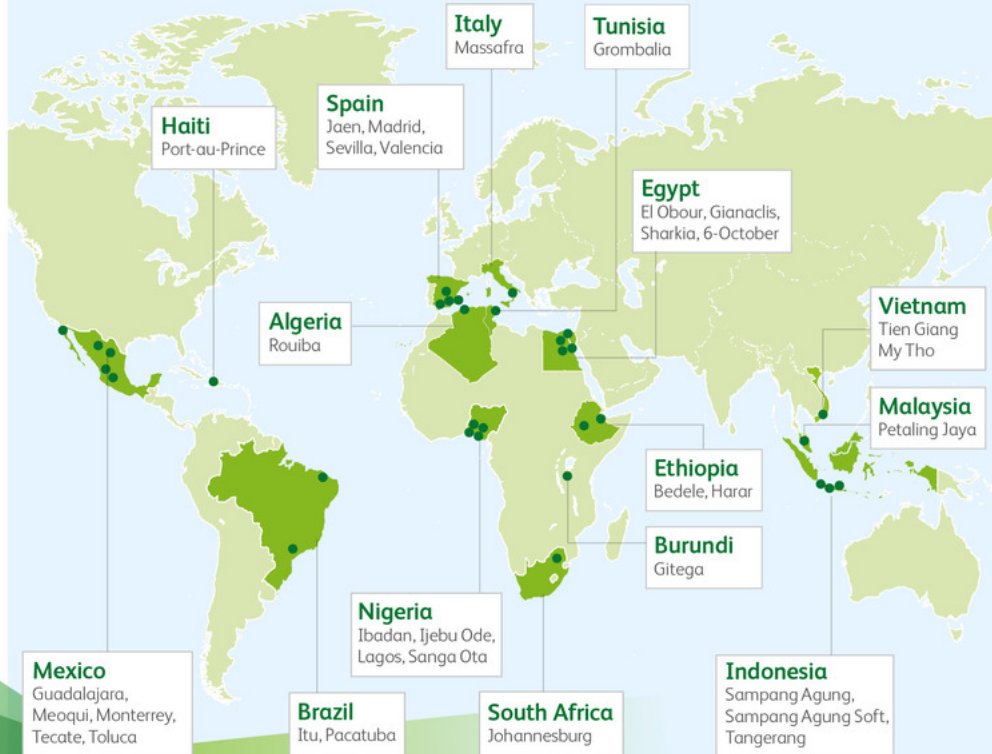 Italy
Massafra
Tunisia
Grombalia
Spain
Jaen, Madrid,
Sevilla, Valencia
Haiti
Port-au-Prince
Egypt
El Obour, Gianaclis,
Sharkia, 6-October
Algeria
Rouiba
Vietnam
Tien Giang
My Tho
Malaysia
Petaling Jaya
Ethiopia
Bedele, Harar
Burundi
Gitega
Nigeria
Ibadan, Ijebu Ode,
Lagos, Sanga Ota
Mexico
Guadalajara,
Meoqui, Monterrey,
Tecate, Toluca
Brazil
Itu, Pacatuba
South Africa
Johannesburg
Indonesia
Sampang Agung,
Sampang Agung Soft,
Tangerang